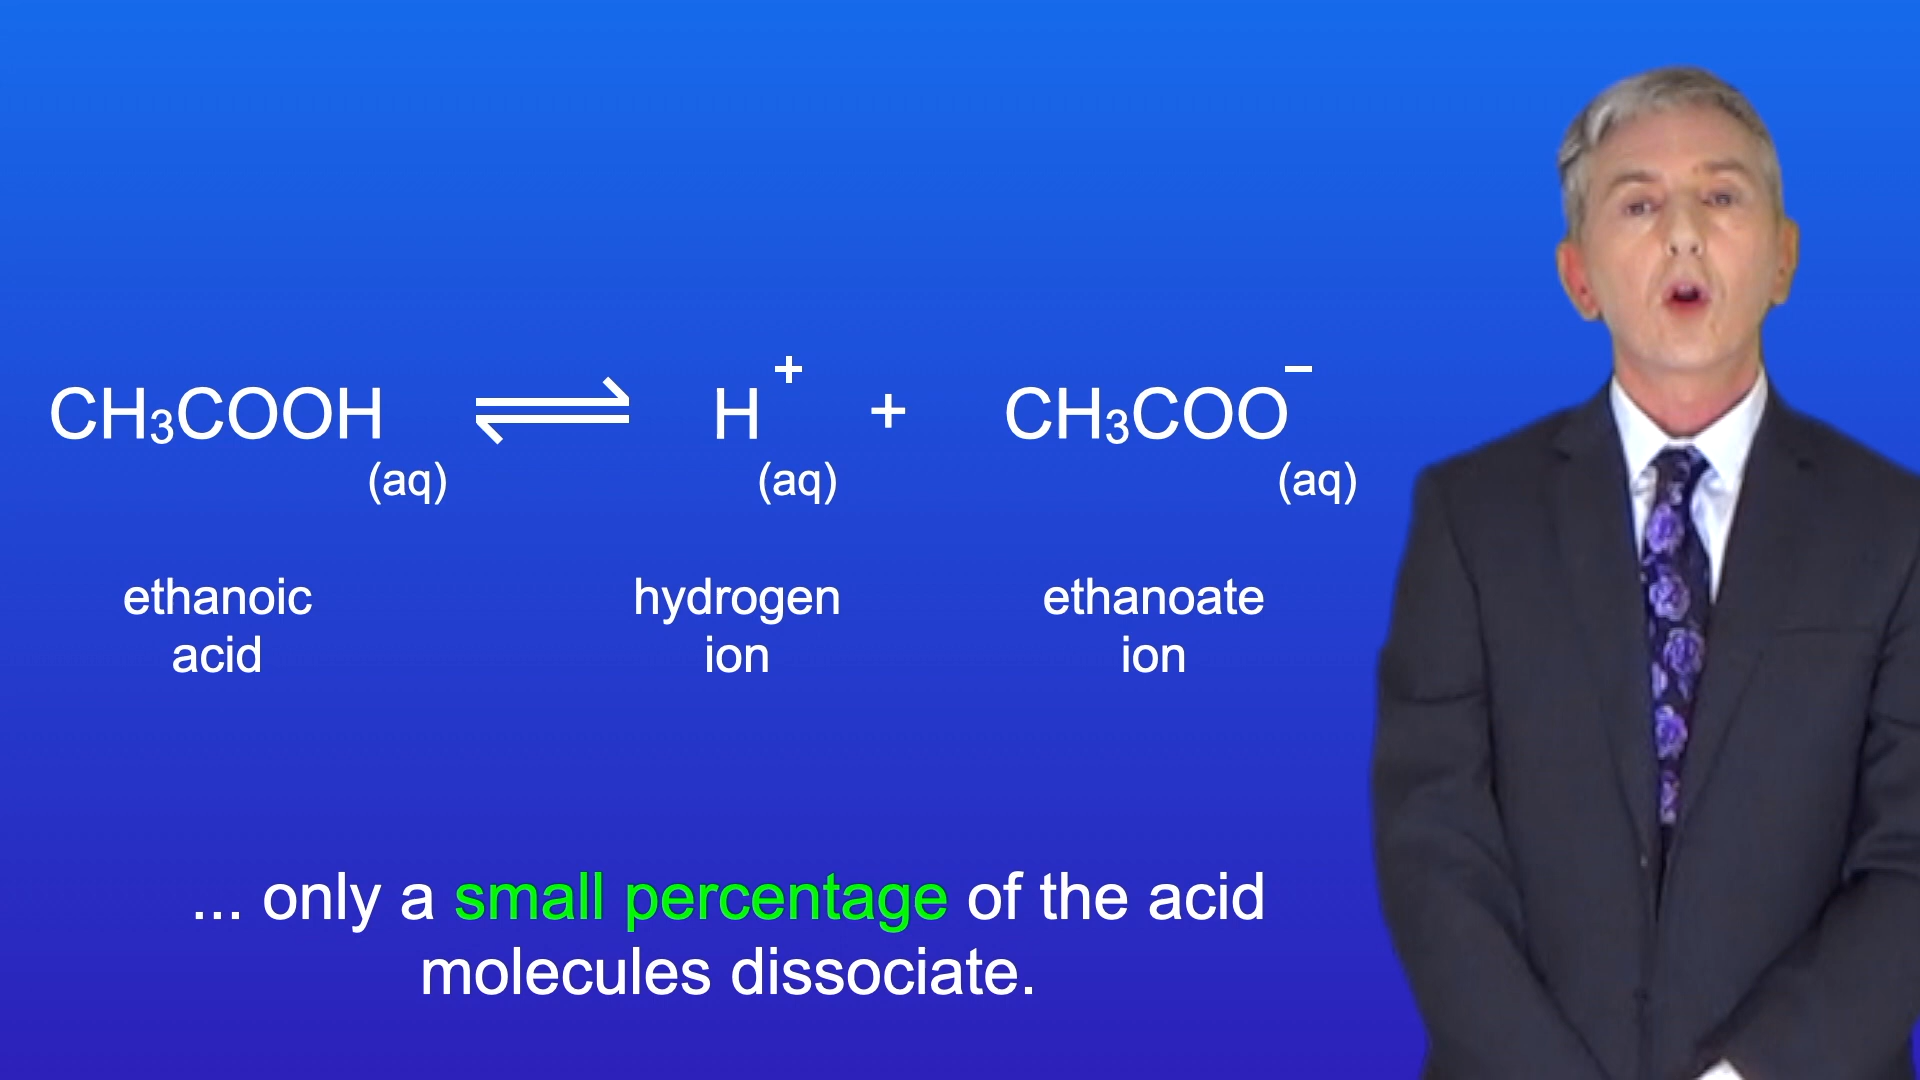 CH₃COOH(aq) ⇌ H⁺(aq) + CH₃COO⁻(aq)
ethanoic acid
hydrogen ion
ethanoate ion
... only a small percentage of the acid
molecules dissociate.